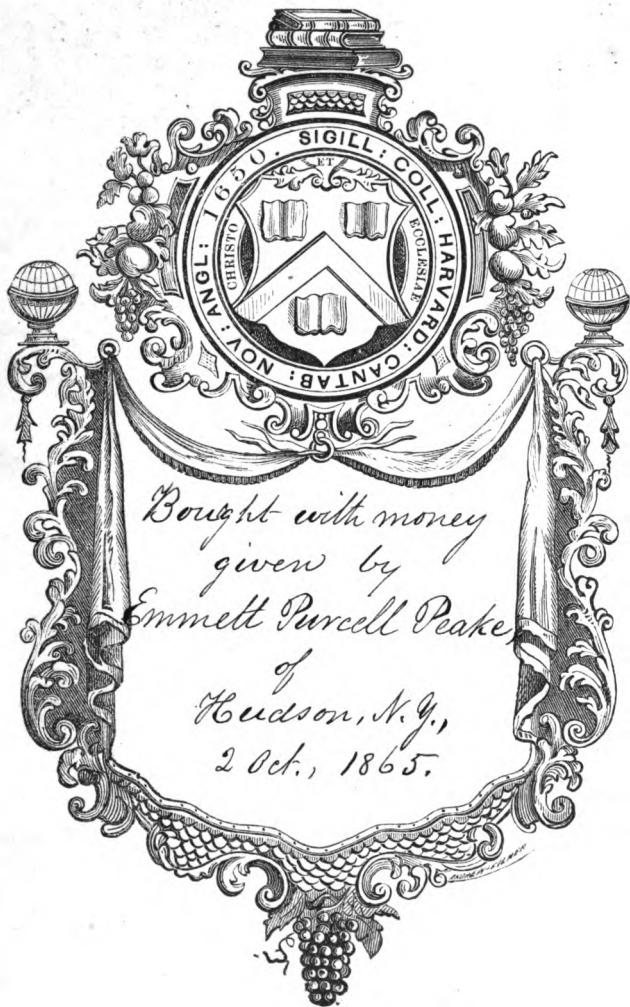 SIGILL: COLL: HARVARD: CANTAB: NOV: ANGL: 1650.
CHRISTO ET ECCLESIAE
Bought with money
given by
Emmett Purcell Peake,
of
Hudson, N.Y.,
2 Oct., 1865.